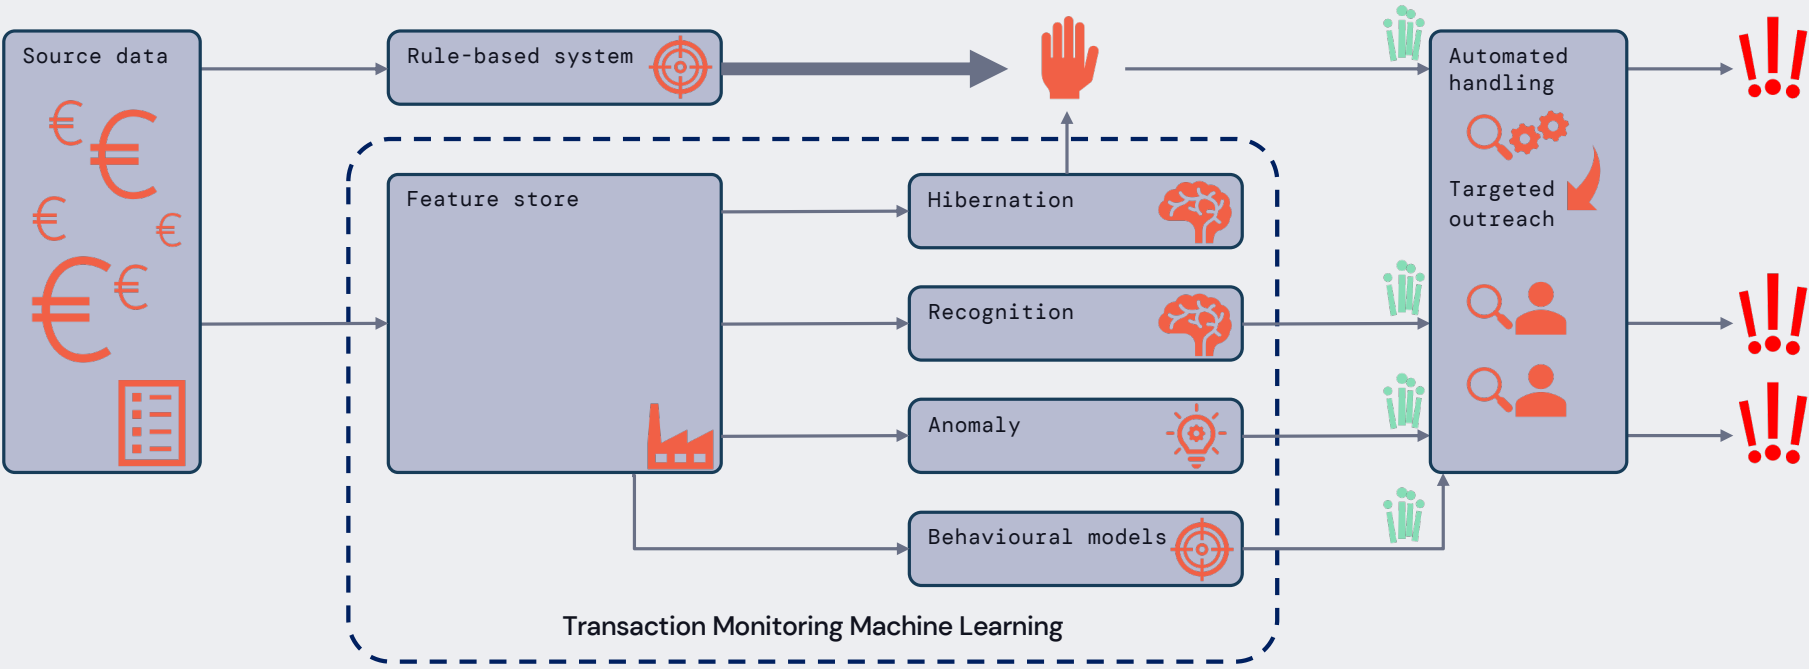 Source data
Rule-based system
Automated
handling
Targeted
outreach
Feature store
Hibernation
Recognition
Anomaly
Behavioural models
Transaction Monitoring Machine Learning